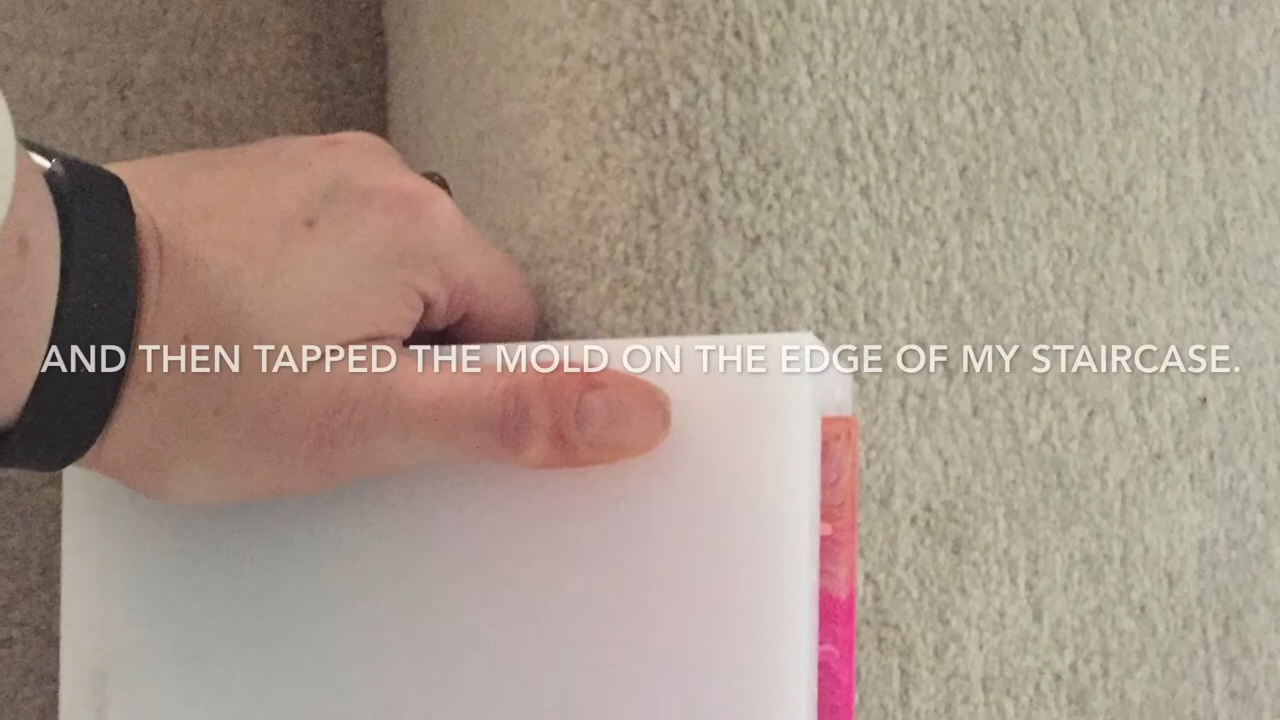 AND THEN TAPPED THE MOLD ON THE EDGE OF MY STAIRCASE.